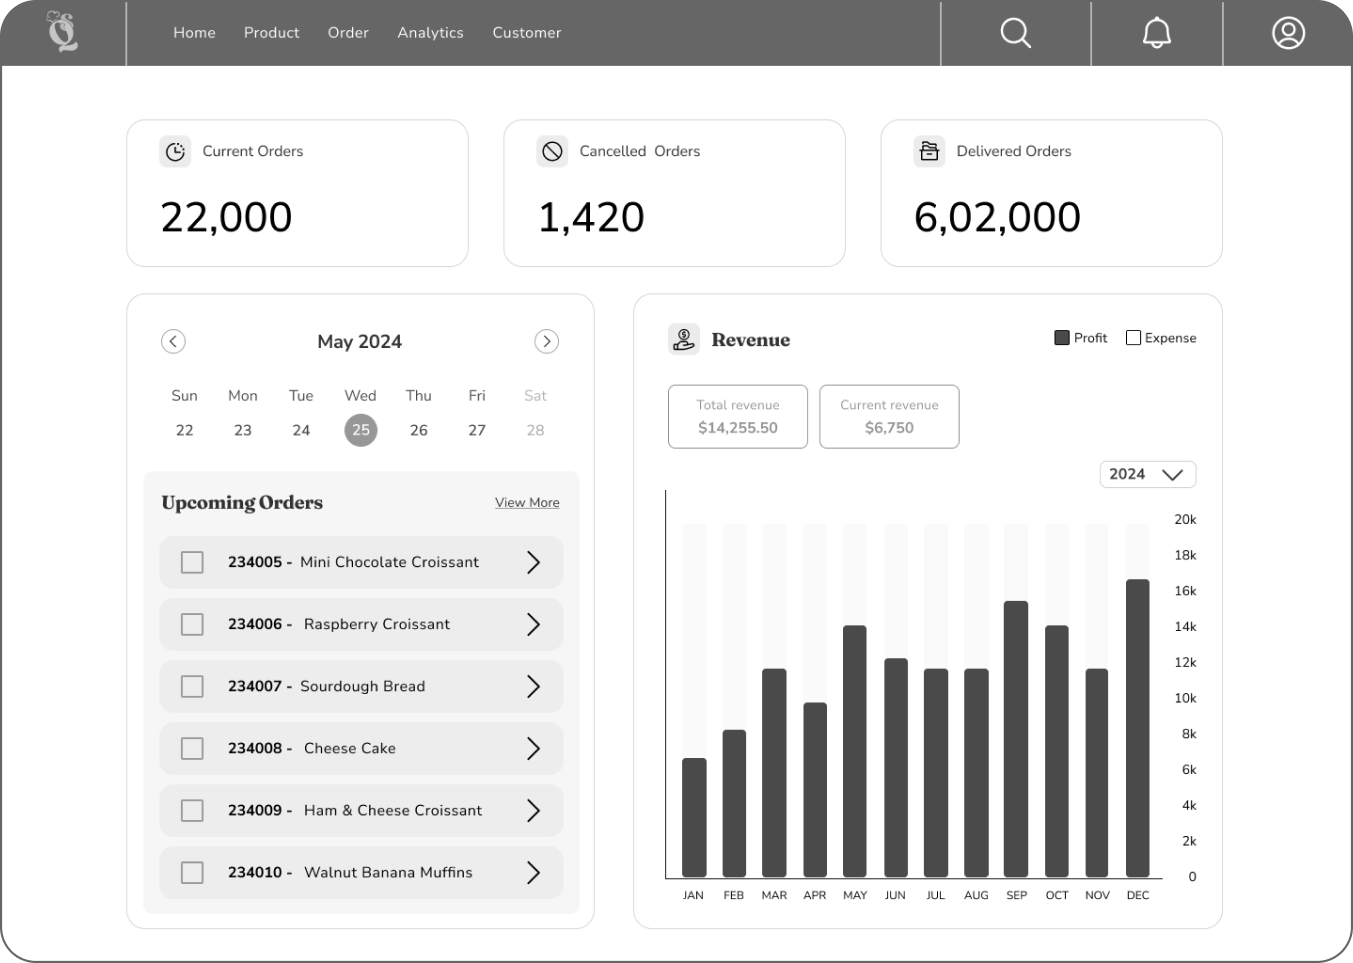 Home Product Order Analytics Customer
Current Orders
22,000
Cancelled Orders
1,420
Delivered Orders
6,02,000
May 2024
Sun Mon Tue Wed Thu Fri Sat
22 23 24 25 26 27 28
Upcoming Orders View More
234005 - Mini Chocolate Croissant
234006 - Raspberry Croissant
234007 - Sourdough Bread
234008 - Cheese Cake
234009 - Ham & Cheese Croissant
234010 - Walnut Banana Muffins
Revenue
Profit Expense
Total revenue
$14,255.50
Current revenue
$6,750
2024
20k
18k
16k
14k
12k
10k
8k
6k
4k
2k
0
JAN FEB MAR APR MAY JUN JUL AUG SEP OCT NOV DEC